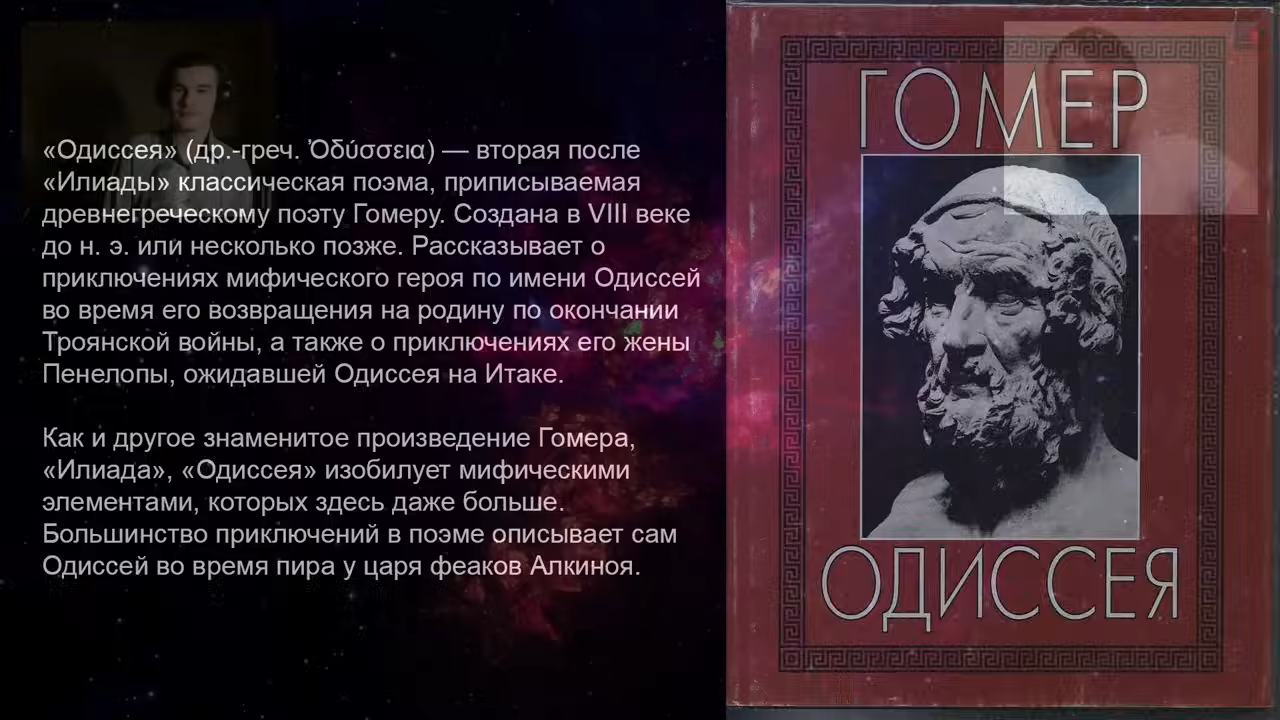 «Одиссея» (др.-греч. Ὀδύσσεια) — вторая после
«Илиады» классическая поэма, приписываемая
древнегреческому поэту Гомеру. Создана в VIII веке
до н. э. или несколько позже. Рассказывает о
приключениях мифического героя по имени Одиссей
во время его возвращения на родину по окончании
Троянской войны, а также о приключениях его жены
Пенелопы, ожидавшей Одиссея на Итаке.
Как и другое знаменитое произведение Гомера,
«Илиада», «Одиссея» изобилует мифическими
элементами, которых здесь даже больше.
Большинство приключений в поэме описывает сам
Одиссей во время пира у царя феаков Алкиноя.
ГОМЕР
ОДИССЕЯ